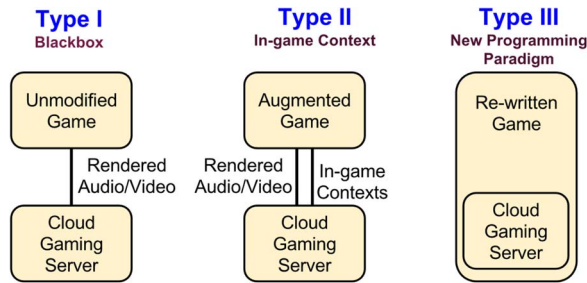 Type I
Blackbox
Unmodified
Game
Rendered
Audio/Video
Cloud
Gaming
Server
Type II
In-game Context
Augmented
Game
Rendered
Audio/Video
In-game
Contexts
Cloud
Gaming
Server
Type III
New Programming
Paradigm
Re-written
Game
Cloud
Gaming
Server